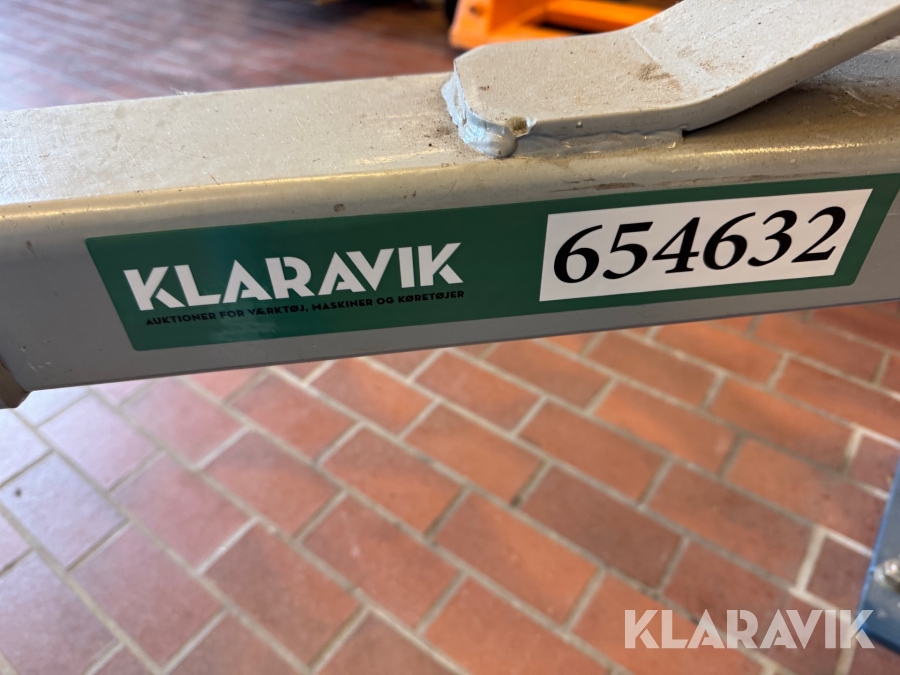 KLARAVIK
AUKTIONER FOR VÆRKTØJ, MASKINER OG KØRETØJER
654632
KLARAVIK